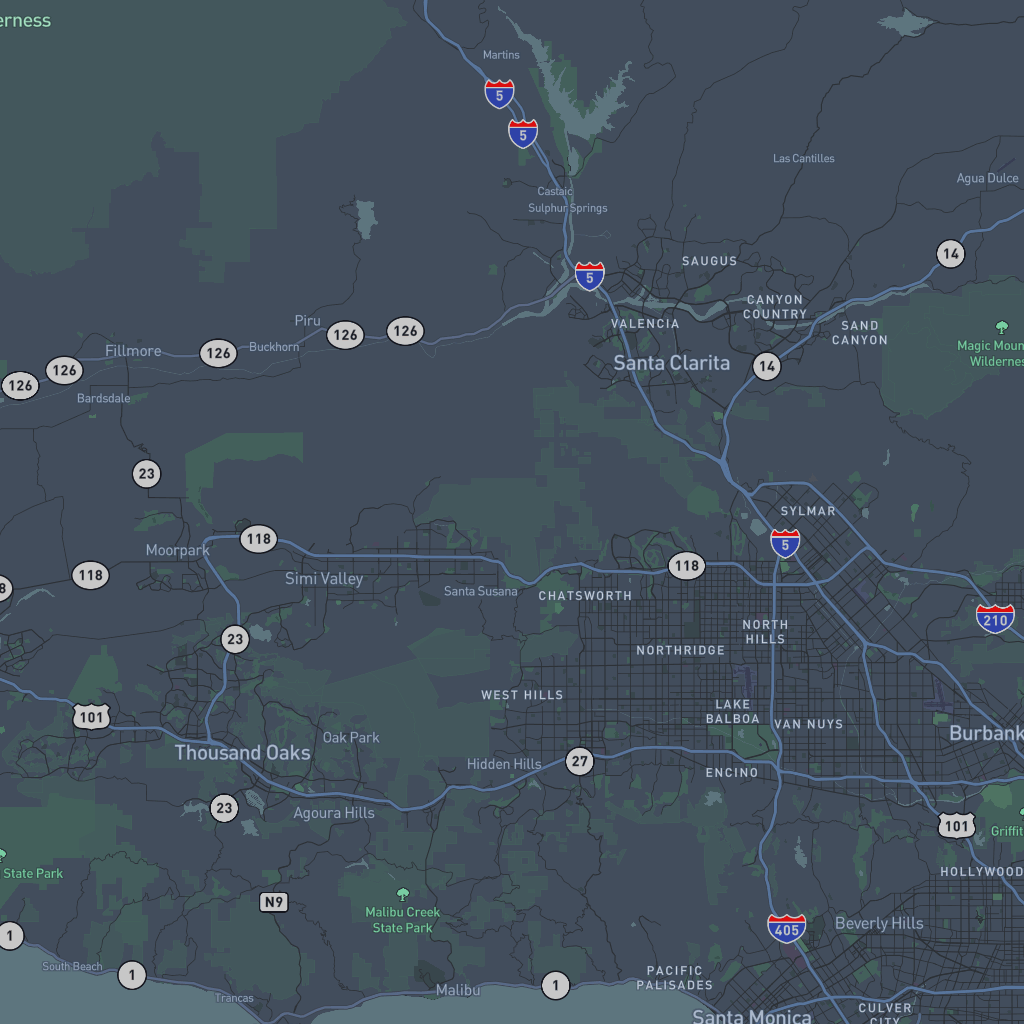 erness
Martins
5
5
Las Cantilles
Agua Dulce
Castaic
Sulphur Springs
14
SAUGUS
5
CANYON
COUNTRY
Piru
VALENCIA
SAND
CANYON
126
126
Magic Moun
Wildernes
Fillmore
126
Buckhorn
Santa Clarita
14
126
126
Bardsdale
23
SYLMAR
118
5
Moorpark
118
118
Simi Valley
8
Santa Susana
CHATSWORTH
210
NORTH
HILLS
23
NORTHRIDGE
WEST HILLS
101
LAKE
BALBOA
VAN NUYS
Burbank
Oak Park
Thousand Oaks
Hidden Hills
27
ENCINO
23
Agoura Hills
101
Griffit
State Park
HOLLYWOOD
N9
Malibu Creek
State Park
405
Beverly Hills
1
South Beach
1
PACIFIC
PALISADES
Trancas
Malibu
1
Santa Monica
CULVER
CITY